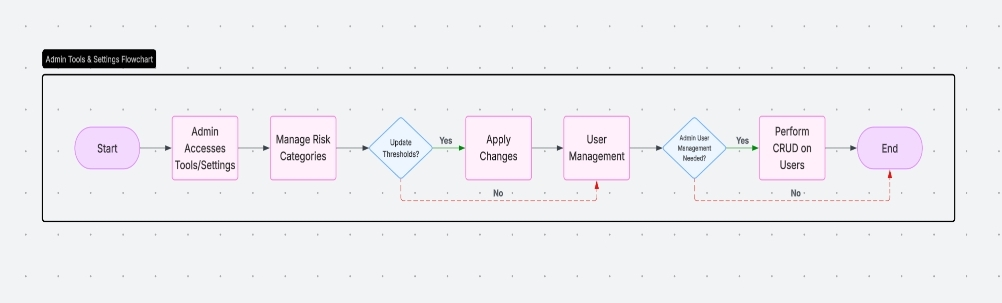 Admin Tools & Settings Flowchart
Start
Admin
Accesses
Tools/Settings
Manage Risk
Categories
Update
Thresholds?
Yes
Apply
Changes
User
Management
Admin User
Management
Needed?
Yes
Perform
CRUD on
Users
End
No
No